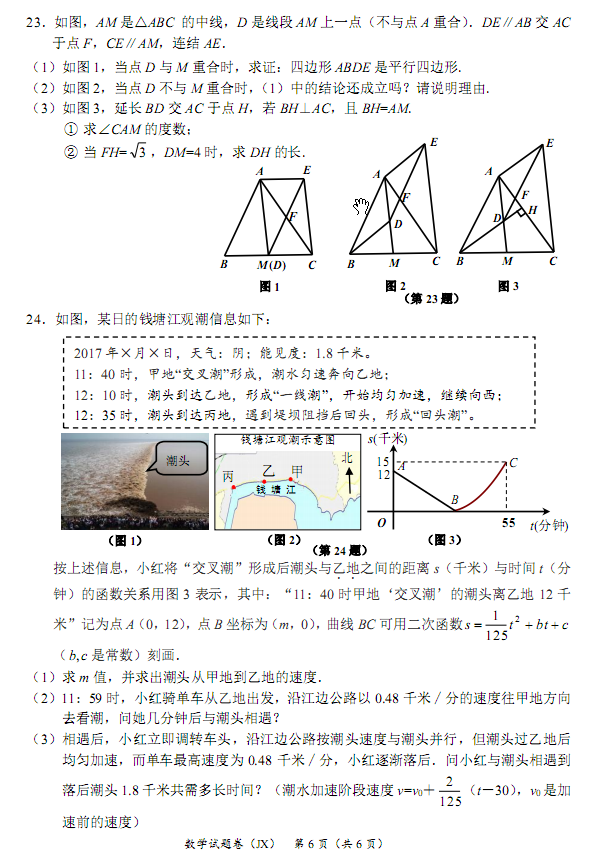 23．如图，AM 是△ABC 的中线，D 是线段 AM 上一点（不与点 A 重合）．DE∥AB 交 AC
于点 F，CE∥AM，连结 AE．
（1）如图 1，当点 D 与 M 重合时，求证：四边形 ABDE 是平行四边形．
（2）如图 2，当点 D 不与 M 重合时，（1）中的结论还成立吗？请说明理由．
（3）如图 3，延长 BD 交 AC 于点 H，若 BH⊥AC，且 BH=AM．
① 求∠CAM 的度数；
② 当 FH=√3，DM=4 时，求 DH 的长．
A E F B M(D) C
图 1
E A F D B M C
图 2
E A F D H B M C
图 3
（第 23 题）
24．如图，某日的钱塘江观潮信息如下：
2017 年×月×日，天气：阴；能见度：1.8 千米。
11：40 时，甲地“交叉潮”形成，潮水匀速奔向乙地；
12：10 时，潮头到达乙地，形成“一线潮”，开始均匀加速，继续向西；
12：35 时，潮头到达丙地，遇到堤坝阻挡后回头，形成“回头潮”。
潮头
（图 1）
钱塘江观潮示意图
北
丙 乙 甲
钱 塘 江
（图 2）
s(千米)
15 C
12 A
B
O 55 t(分钟)
（图 3）
（第 24 题）
按上述信息，小红将“交叉潮”形成后潮头与乙地之间的距离 s（千米）与时间 t（分
钟）的函数关系用图 3 表示，其中：“11：40 时甲地‘交叉潮’的潮头离乙地 12 千
米”记为点 A（0，12），点 B 坐标为（m，0），曲线 BC 可用二次函数 s＝1/125 t²＋bt＋c
（b,c 是常数）刻画．
（1）求 m 值，并求出潮头从甲地到乙地的速度．
（2）11：59 时，小红骑单车从乙地出发，沿江边公路以 0.48 千米／分的速度往甲地方向
去看潮，问她几分钟后与潮头相遇？
（3）相遇后，小红立即调转车头，沿江边公路按潮头速度与潮头并行，但潮头过乙地后
均匀加速，而单车最高速度为 0.48 千米／分，小红逐渐落后．问小红与潮头相遇到
落后潮头 1.8 千米共需多长时间？（潮水加速阶段速度 v=v₀＋2/125（t－30），v₀ 是加
速前的速度）
数学试题卷（JX） 第 6 页（共 6 页）